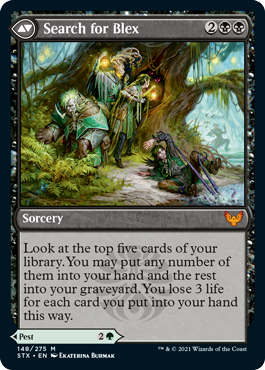 Search for Blex 2
Sorcery
Look at the top five cards of your
library. You may put any number of
them into your hand and the rest
into your graveyard. You lose 3 life
for each card you put into your hand
this way.
Pest 2
148/275 M
STX • EN EKATERINA BURMAK
™ & © 2021 Wizards of the Coast